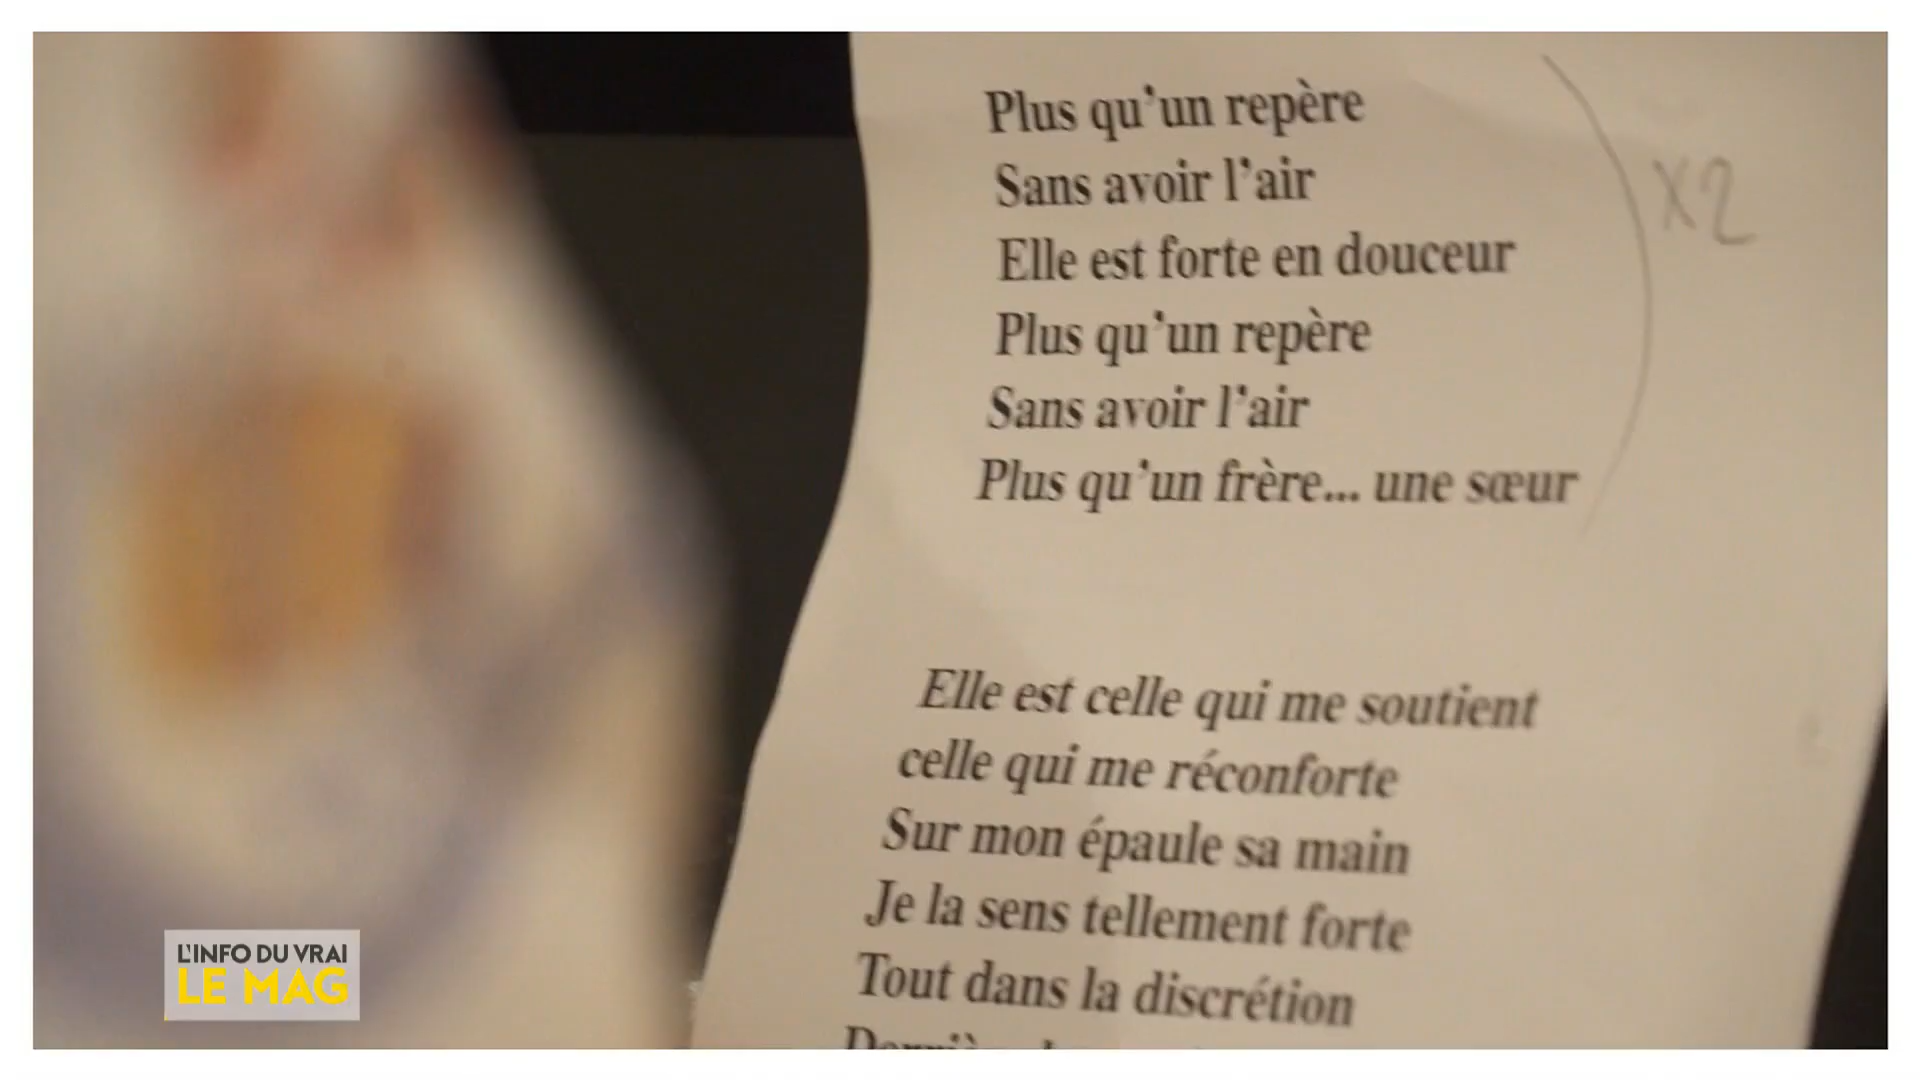 Plus qu'un repère
Sans avoir l'air
x2
Elle est forte en douceur
Plus qu'un repère
Sans avoir l'air
Plus qu'un frère... une sœur
Elle est celle qui me soutient
celle qui me réconforte
Sur mon épaule sa main
Je la sens tellement forte
Tout dans la discrétion
L'INFO DU VRAI
LE MAG